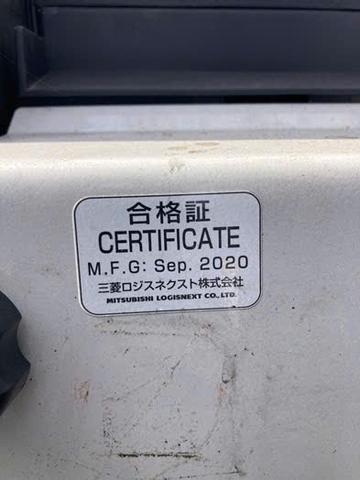 合格証
CERTIFICATE
M.F.G: Sep. 2020
三菱ロジスネクスト株式会社
MITSUBISHI LOGISNEXT CO., LTD.